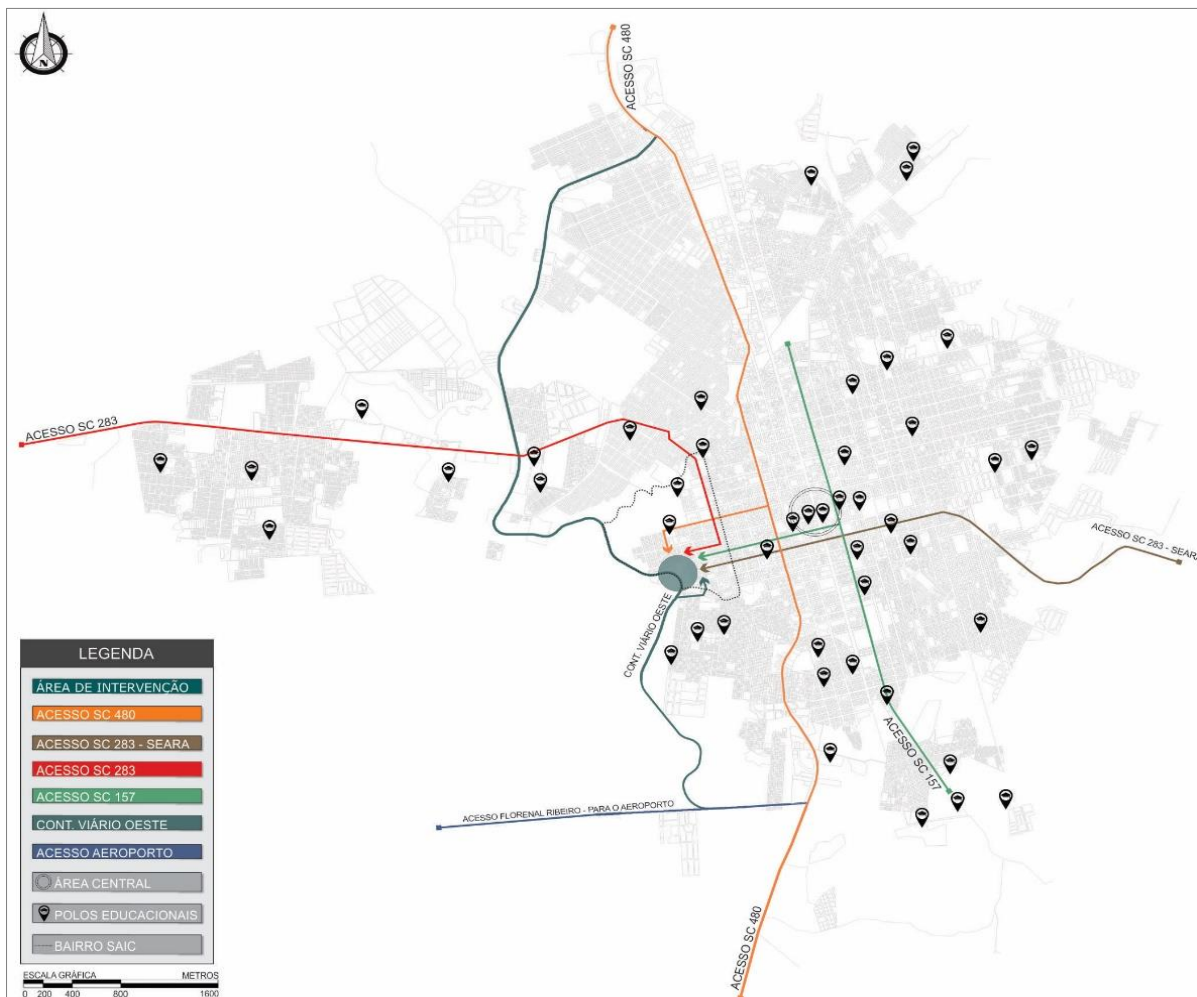 N
ACESSO SC 480
ACESSO SC 283
ACESSO SC 283 - SEARA
CONT. VIÁRIO OESTE
ACESSO SC 157
ACESSO FLORENAL RIBEIRO - PARA O AEROPORTO
ACESSO SC 480
LEGENDA
ÁREA DE INTERVENÇÃO
ACESSO SC 480
ACESSO SC 283 - SEARA
ACESSO SC 283
ACESSO SC 157
CONT. VIÁRIO OESTE
ACESSO AEROPORTO
ÁREA CENTRAL
POLOS EDUCACIONAIS
BAIRRO SAIC
ESCALA GRÁFICA METROS
0 200 400 800 1600